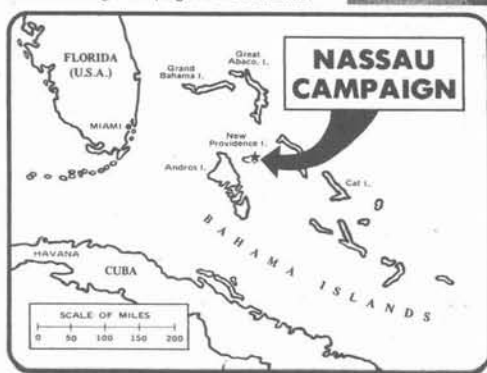 FLORIDA
(U.S.A.)
MIAMI
Grand
Bahama I.
Great
Abaco, I.
NASSAU
CAMPAIGN
New
Providence I.
Andros I.
Cat I.
BAHAMA ISLANDS
HAVANA
CUBA
SCALE OF MILES
0 50 100 150 200